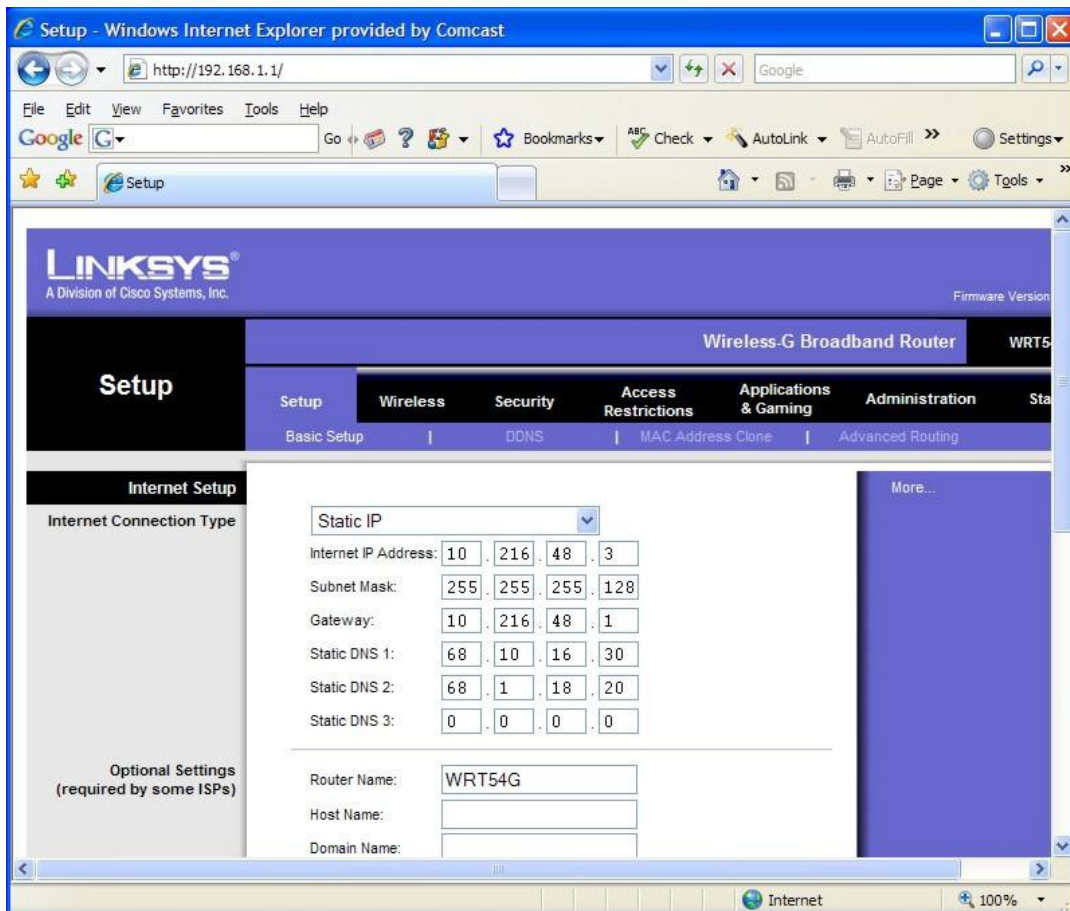 Setup - Windows Internet Explorer provided by Comcast
http://192.168.1.1/
Google
File Edit View Favorites Tools Help
Google G Go ? ABC Check AutoLink AutoFill » Settings
Bookmarks
Setup Page Tools »
LINKSYS®
A Division of Cisco Systems, Inc.
Firmware Version
Wireless-G Broadband Router WRT5
Setup
Setup Wireless Security Access Restrictions Applications & Gaming Administration Sta
Basic Setup | DDNS | MAC Address Clone | Advanced Routing
Internet Setup
More...
Internet Connection Type
Static IP
Internet IP Address: 10 . 216 . 48 . 3
Subnet Mask: 255 . 255 . 255 . 128
Gateway: 10 . 216 . 48 . 1
Static DNS 1: 68 . 10 . 16 . 30
Static DNS 2: 68 . 1 . 18 . 20
Static DNS 3: 0 . 0 . 0 . 0
Optional Settings
(required by some ISPs)
Router Name: WRT54G
Host Name:
Domain Name:
Internet 100%